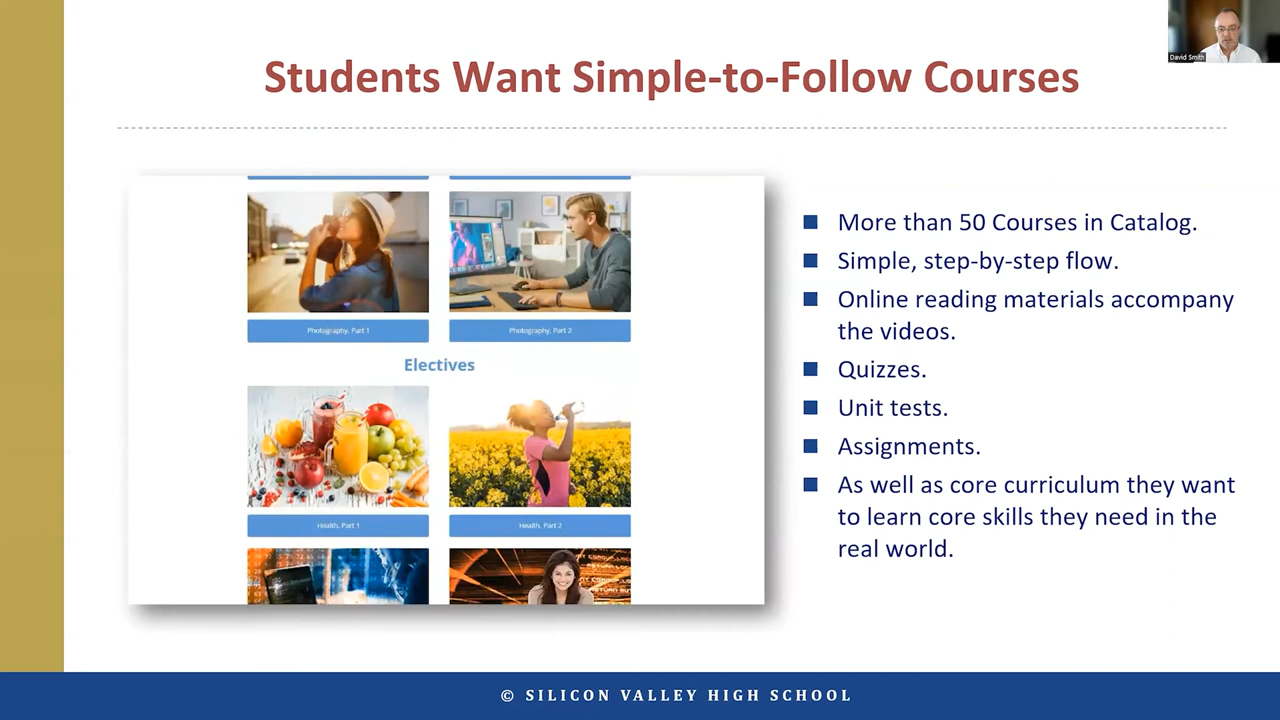 David Smith
Students Want Simple-to-Follow Courses
Photography, Part 1
Photography, Part 2
Electives
Health, Part 1
Health, Part 2
More than 50 Courses in Catalog.
Simple, step-by-step flow.
Online reading materials accompany
the videos.
Quizzes.
Unit tests.
Assignments.
As well as core curriculum they want
to learn core skills they need in the
real world.
© SILICON VALLEY HIGH SCHOOL